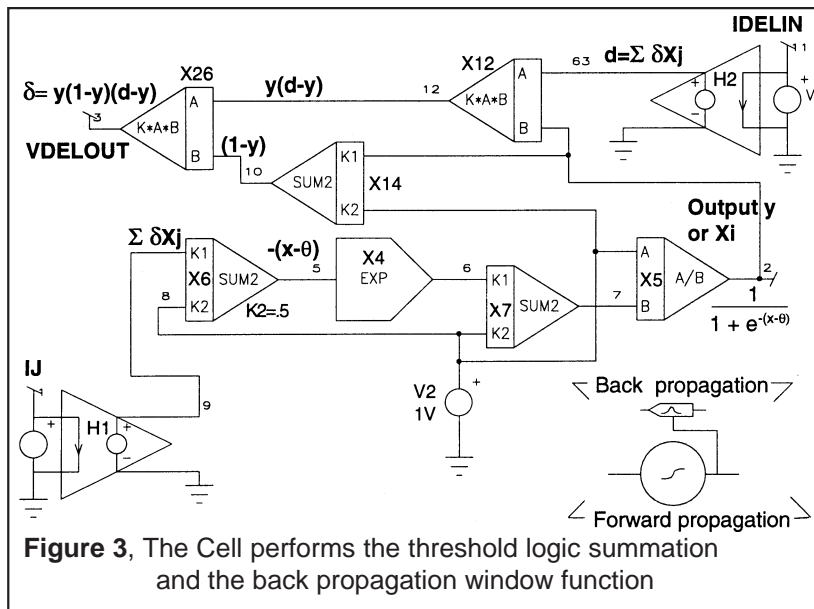 IDELIN
11
d=Σ δXj
63
X12
X26
H2
+
−
+
V
δ= y(1-y)(d-y)
y(d-y)
12
A
K*A*B
B
A
K*A*B
B
3
VDELOUT
(1-y)
10
K1
SUM2
X14
K2
Output y
or Xi
Σ δXj
-(x-θ)
X4
EXP
K1
X6
SUM2
K2
5
6
8
K2=.5
K1
X7
SUM2
K2
7
A
X5
A/B
B
2
1
1 + e-(x-θ)
IJ
1
9
+
H1
+
−
V2
1V
+
Back propagation
Forward propagation
Figure 3, The Cell performs the threshold logic summation
and the back propagation window function